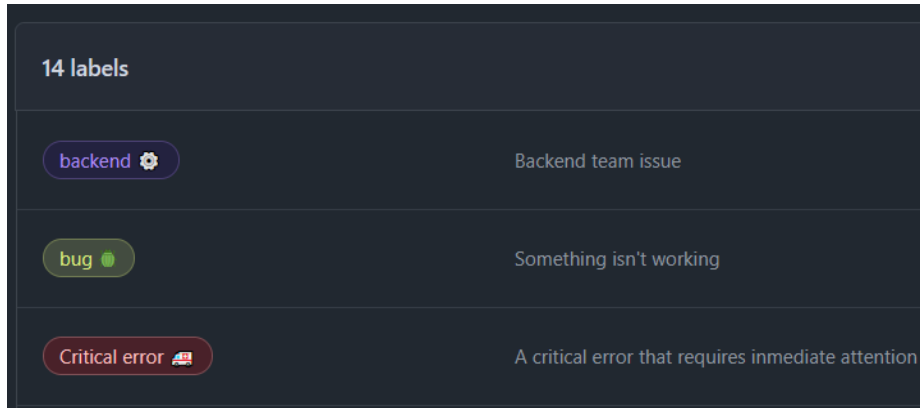 14 labels
backend ⚙ Backend team issue
bug 🪲 Something isn't working
Critical error 🚑 A critical error that requires inmediate attention